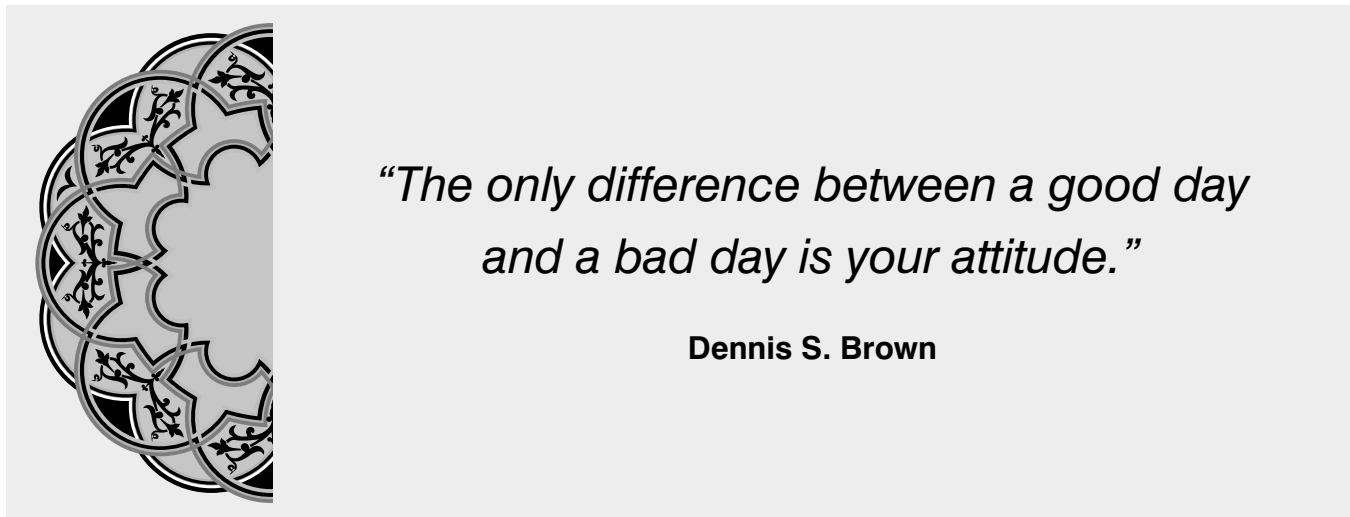 “The only difference between a good day
and a bad day is your attitude.”
Dennis S. Brown